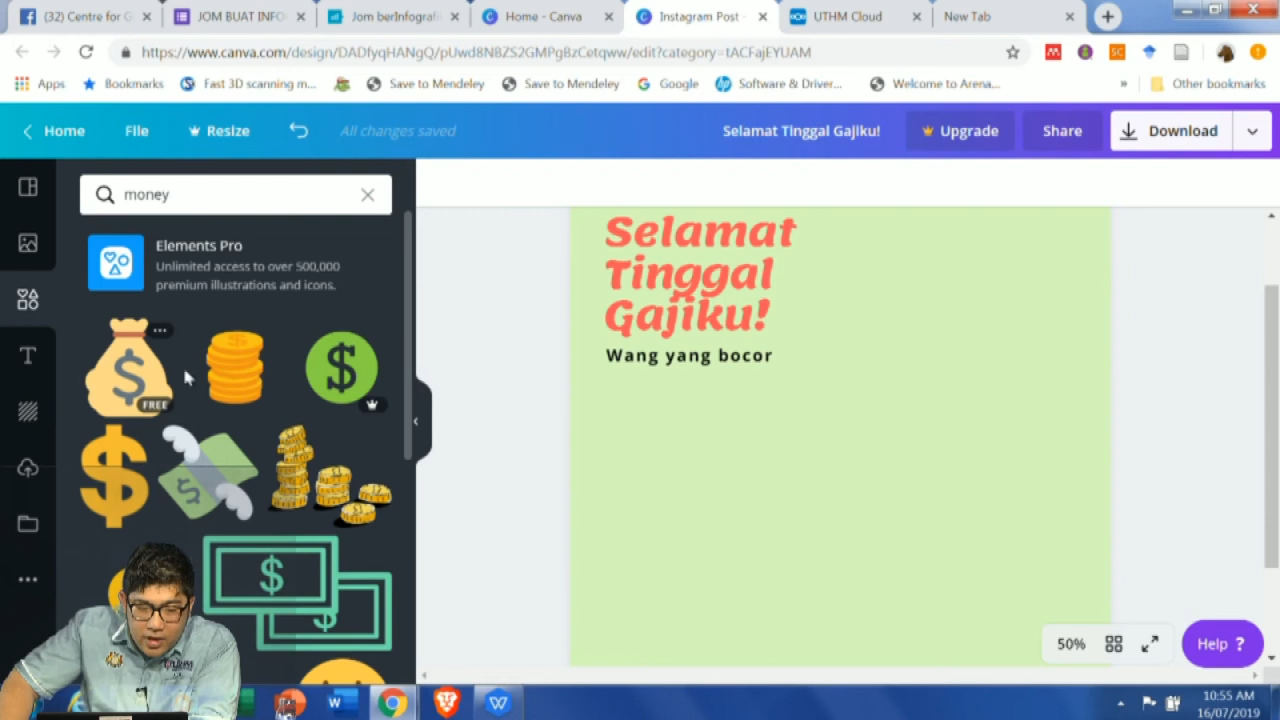 (32) Centre for G
JOM BUAT INFO
Jom berInfografi
Home - Canva
Instagram Post -
UTHM Cloud
New Tab
https://www.canva.com/design/DADfyqHANgQ/pUwd8NBZS2GMPgBzCetqww/edit?category=tACFajEYUAM
Apps
Bookmarks
Fast 3D scanning m...
Save to Mendeley
Save to Mendeley
Google
Software & Driver...
Welcome to Arena...
»
Other bookmarks
Home
File
Resize
All changes saved
Selamat Tinggal Gajiku!
Upgrade
Share
Download
money
Elements Pro
Unlimited access to over 500,000
premium illustrations and icons.
FREE
Selamat
Tinggal
Gajiku!
Wang yang bocor
50%
Help ?
10:55 AM
16/07/2019